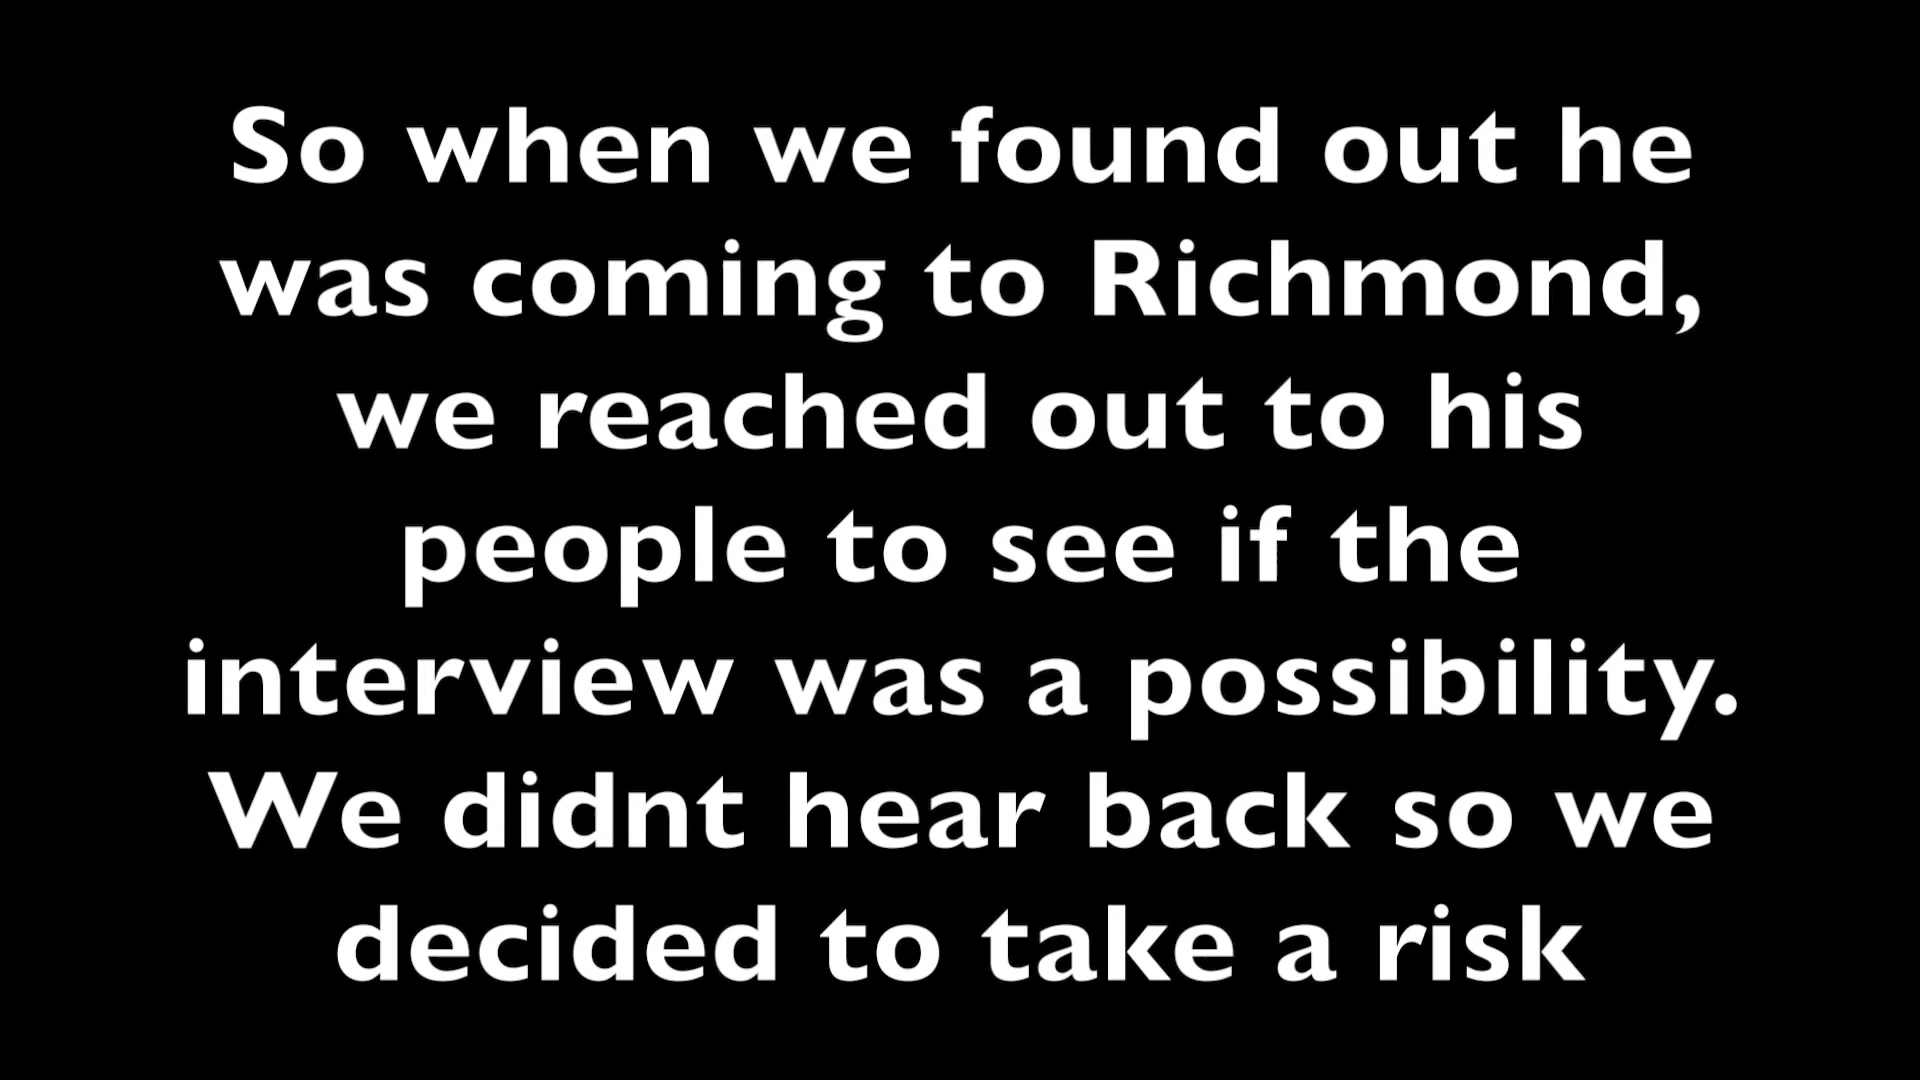 So when we found out he
was coming to Richmond,
we reached out to his
people to see if the
interview was a possibility.
We didnt hear back so we
decided to take a risk